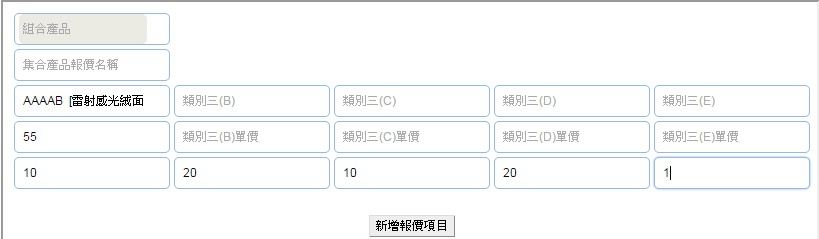 組合產品
集合產品報價名稱
AAAAB [雷射感光絨面 類別三(B) 類別三(C) 類別三(D) 類別三(E)
55 類別三(B)單價 類別三(C)單價 類別三(D)單價 類別三(E)單價
10 20 10 20 1
新增報價項目